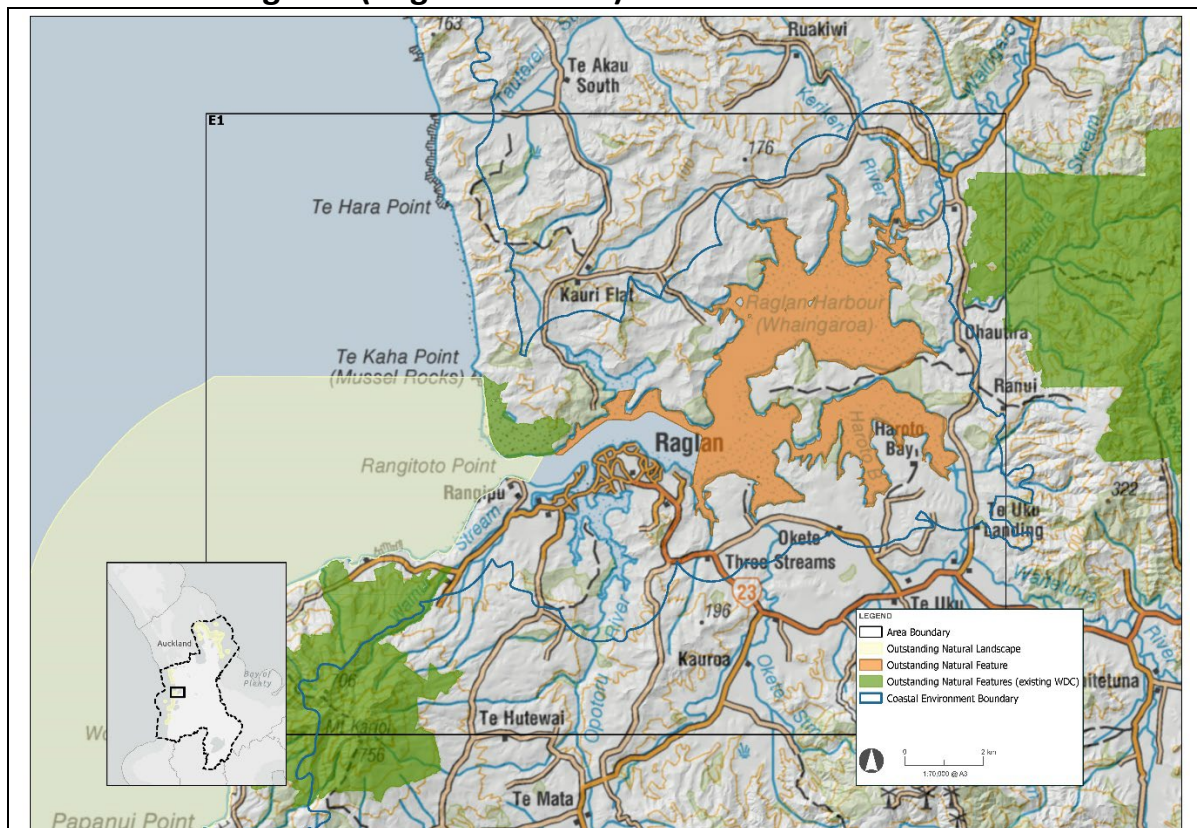 163
Ruakiwi
Te Akau
South
Kerikeri
E1
176
River
Stream
Te Hara Point
Kauri Flat
Raglan Harbour
(Whaingaroa)
Ohautira
Te Kaha Point
(Mussel Rocks)
Ranui
Raglan
Haroto
Bay
Rangitoto Point
Rangipu
322
Stream
Te Uku
Landing
Okete
Three Streams
23
Te Uku
196
River
Kauroa
Opotoru
Okete
River
Te Hutewai
Mt Karioi
756
Te Mata
Papanui Point
Auckland
Bay of
Plenty
LEGEND
Area Boundary
Outstanding Natural Landscape
Outstanding Natural Feature
Outstanding Natural Features (existing WDC)
Coastal Environment Boundary
0
2 km
1:70,000 @ A3